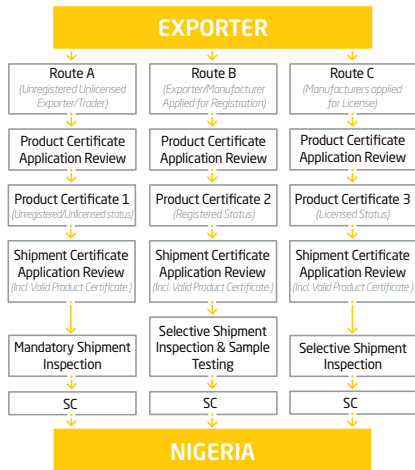 EXPORTER
Route A
(Unregistered Unlicensed
Exporter/Trader)
Product Certificate
Application Review
Product Certificate 1
(Unregistered/Unlicensed status)
Shipment Certificate
Application Review
(Incl. Valid Product Certificate )
Mandatory Shipment
Inspection
SC
Route B
(Exporter/Manufacturer
Applied for Registration)
Product Certificate
Application Review
Product Certificate 2
(Registered Status)
Shipment Certificate
Application Review
(Incl. Valid Product Certificate )
Selective Shipment
Inspection & Sample
Testing
SC
Route C
(Manufacturers applied
for License)
Product Certificate
Application Review
Product Certificate 3
(Licensed Status)
Shipment Certificate
Application Review
(Incl. Valid Product Certificate )
Selective Shipment
Inspection
SC
NIGERIA